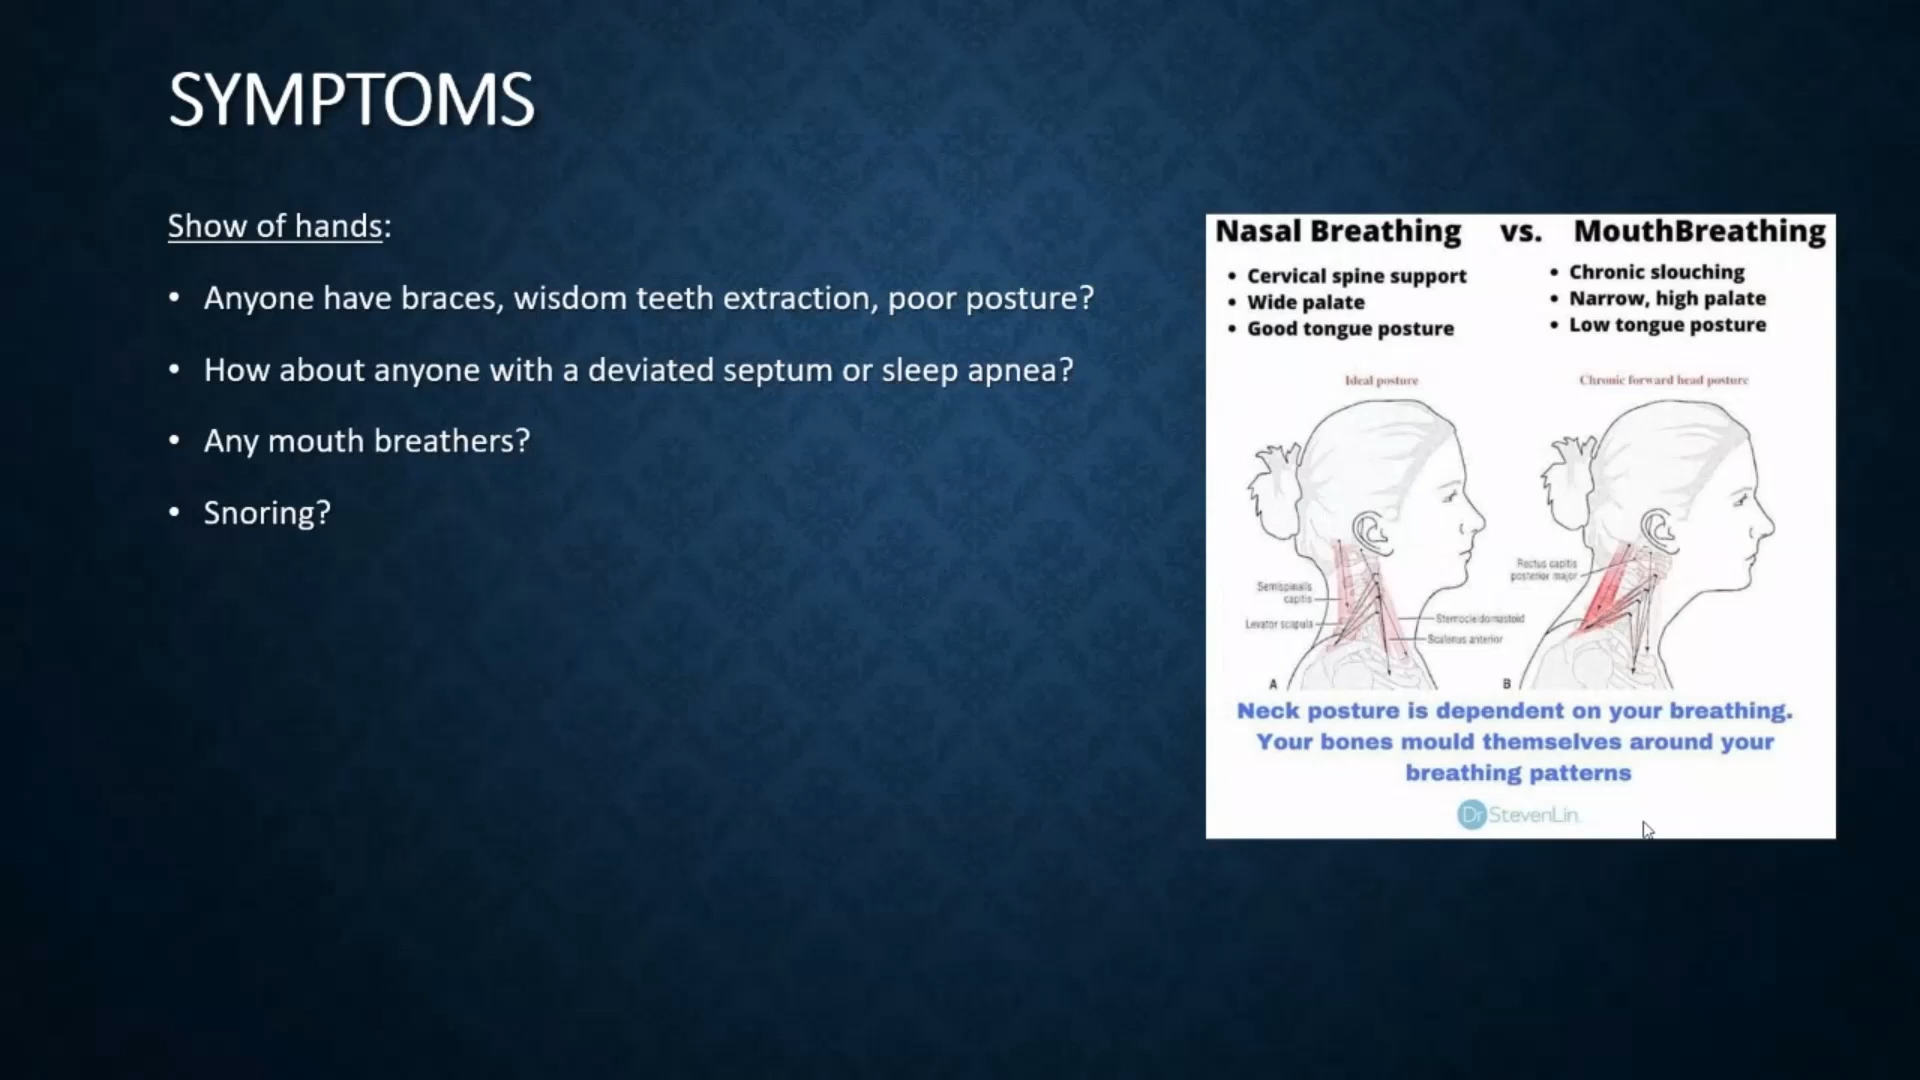 SYMPTOMS
Show of hands:
• Anyone have braces, wisdom teeth extraction, poor posture?
• How about anyone with a deviated septum or sleep apnea?
• Any mouth breathers?
• Snoring?
Nasal Breathing vs. MouthBreathing
• Cervical spine support
• Wide palate
• Good tongue posture
• Chronic slouching
• Narrow, high palate
• Low tongue posture
Ideal posture
Chronic forward head posture
Semispinalis
capitis
Levator scapula
Sternocleidomastoid
Scalenus anterior
A
Rectus capitis
posterior major
B
Neck posture is dependent on your breathing.
Your bones mould themselves around your
breathing patterns
Dr StevenLin